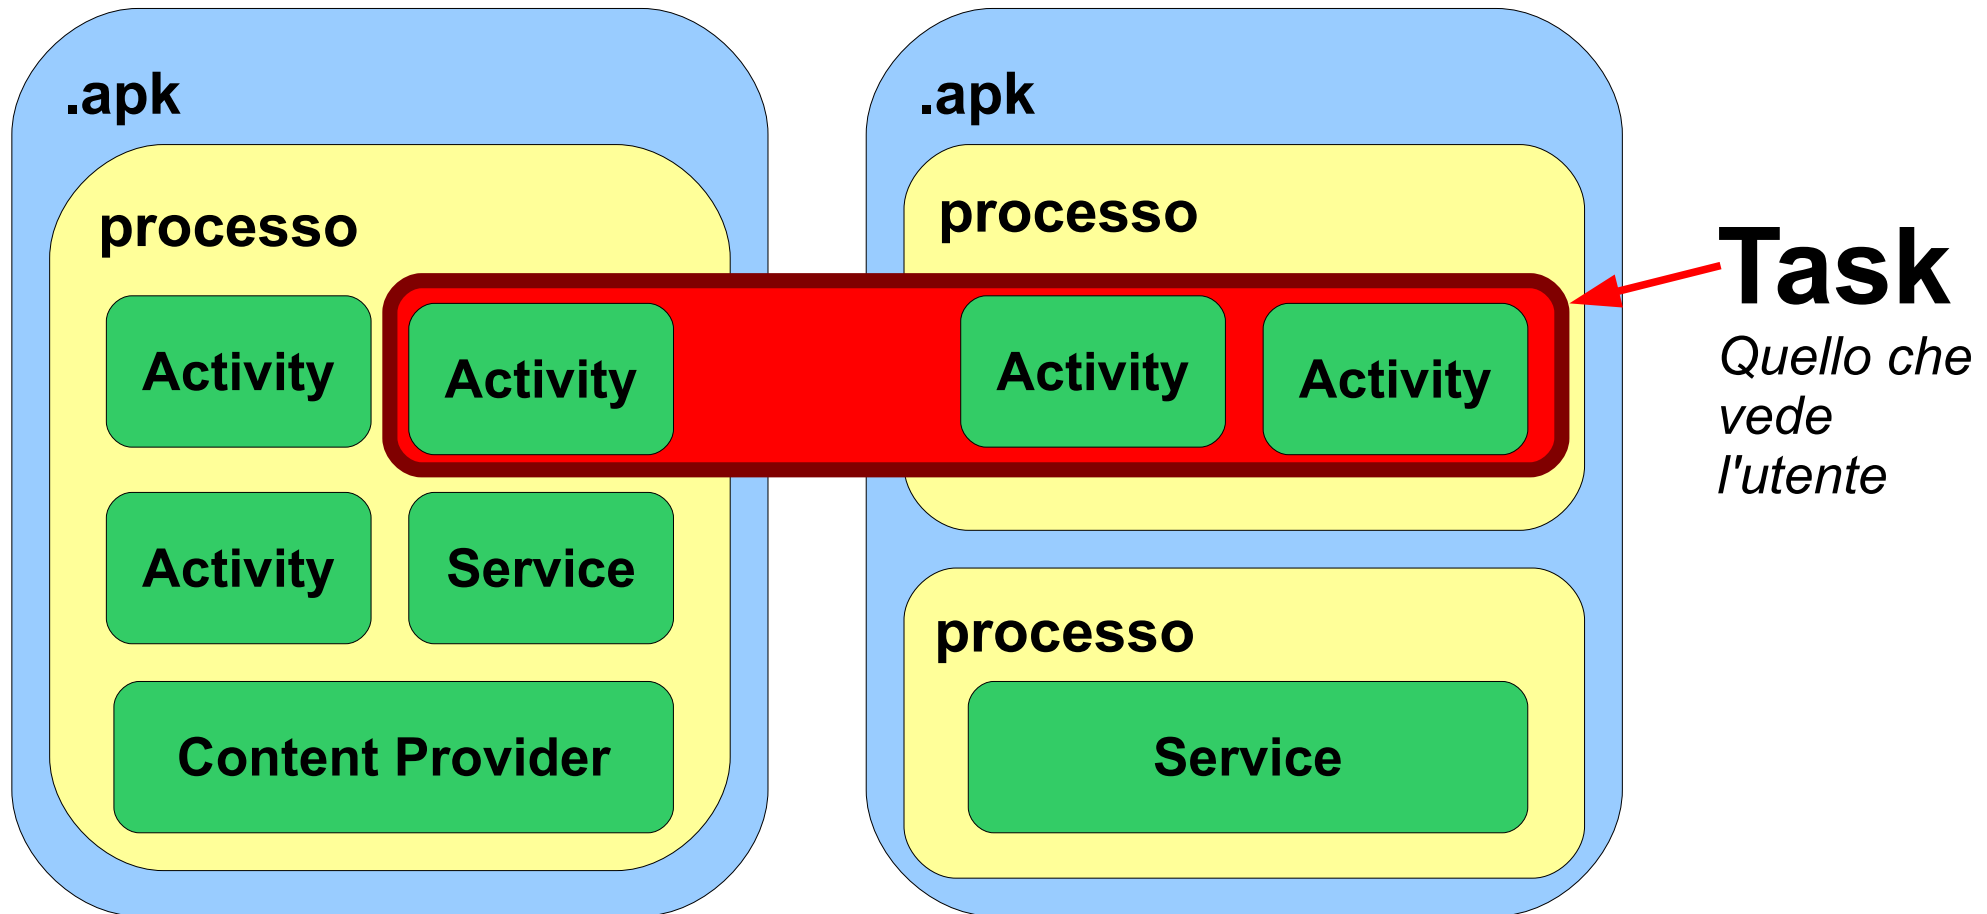 .apk
processo
Activity
Activity
Activity
Service
Content Provider
.apk
processo
Activity
Activity
processo
Service
Task
Quello che
vede
l'utente